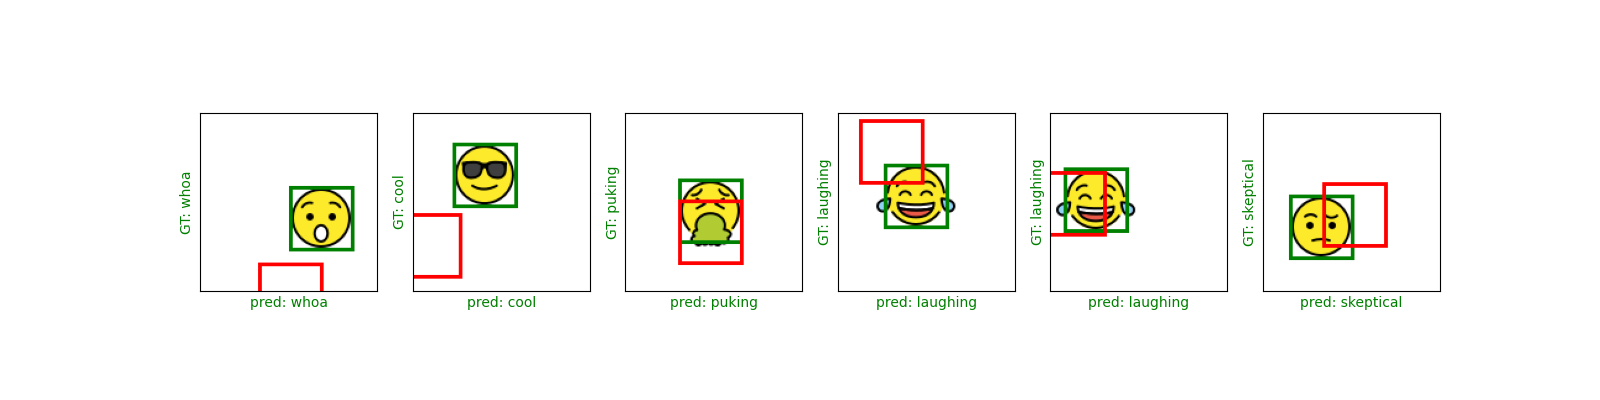 GT: whoa
pred: whoa
GT: cool
pred: cool
GT: puking
pred: puking
GT: laughing
pred: laughing
GT: laughing
pred: laughing
GT: skeptical
pred: skeptical